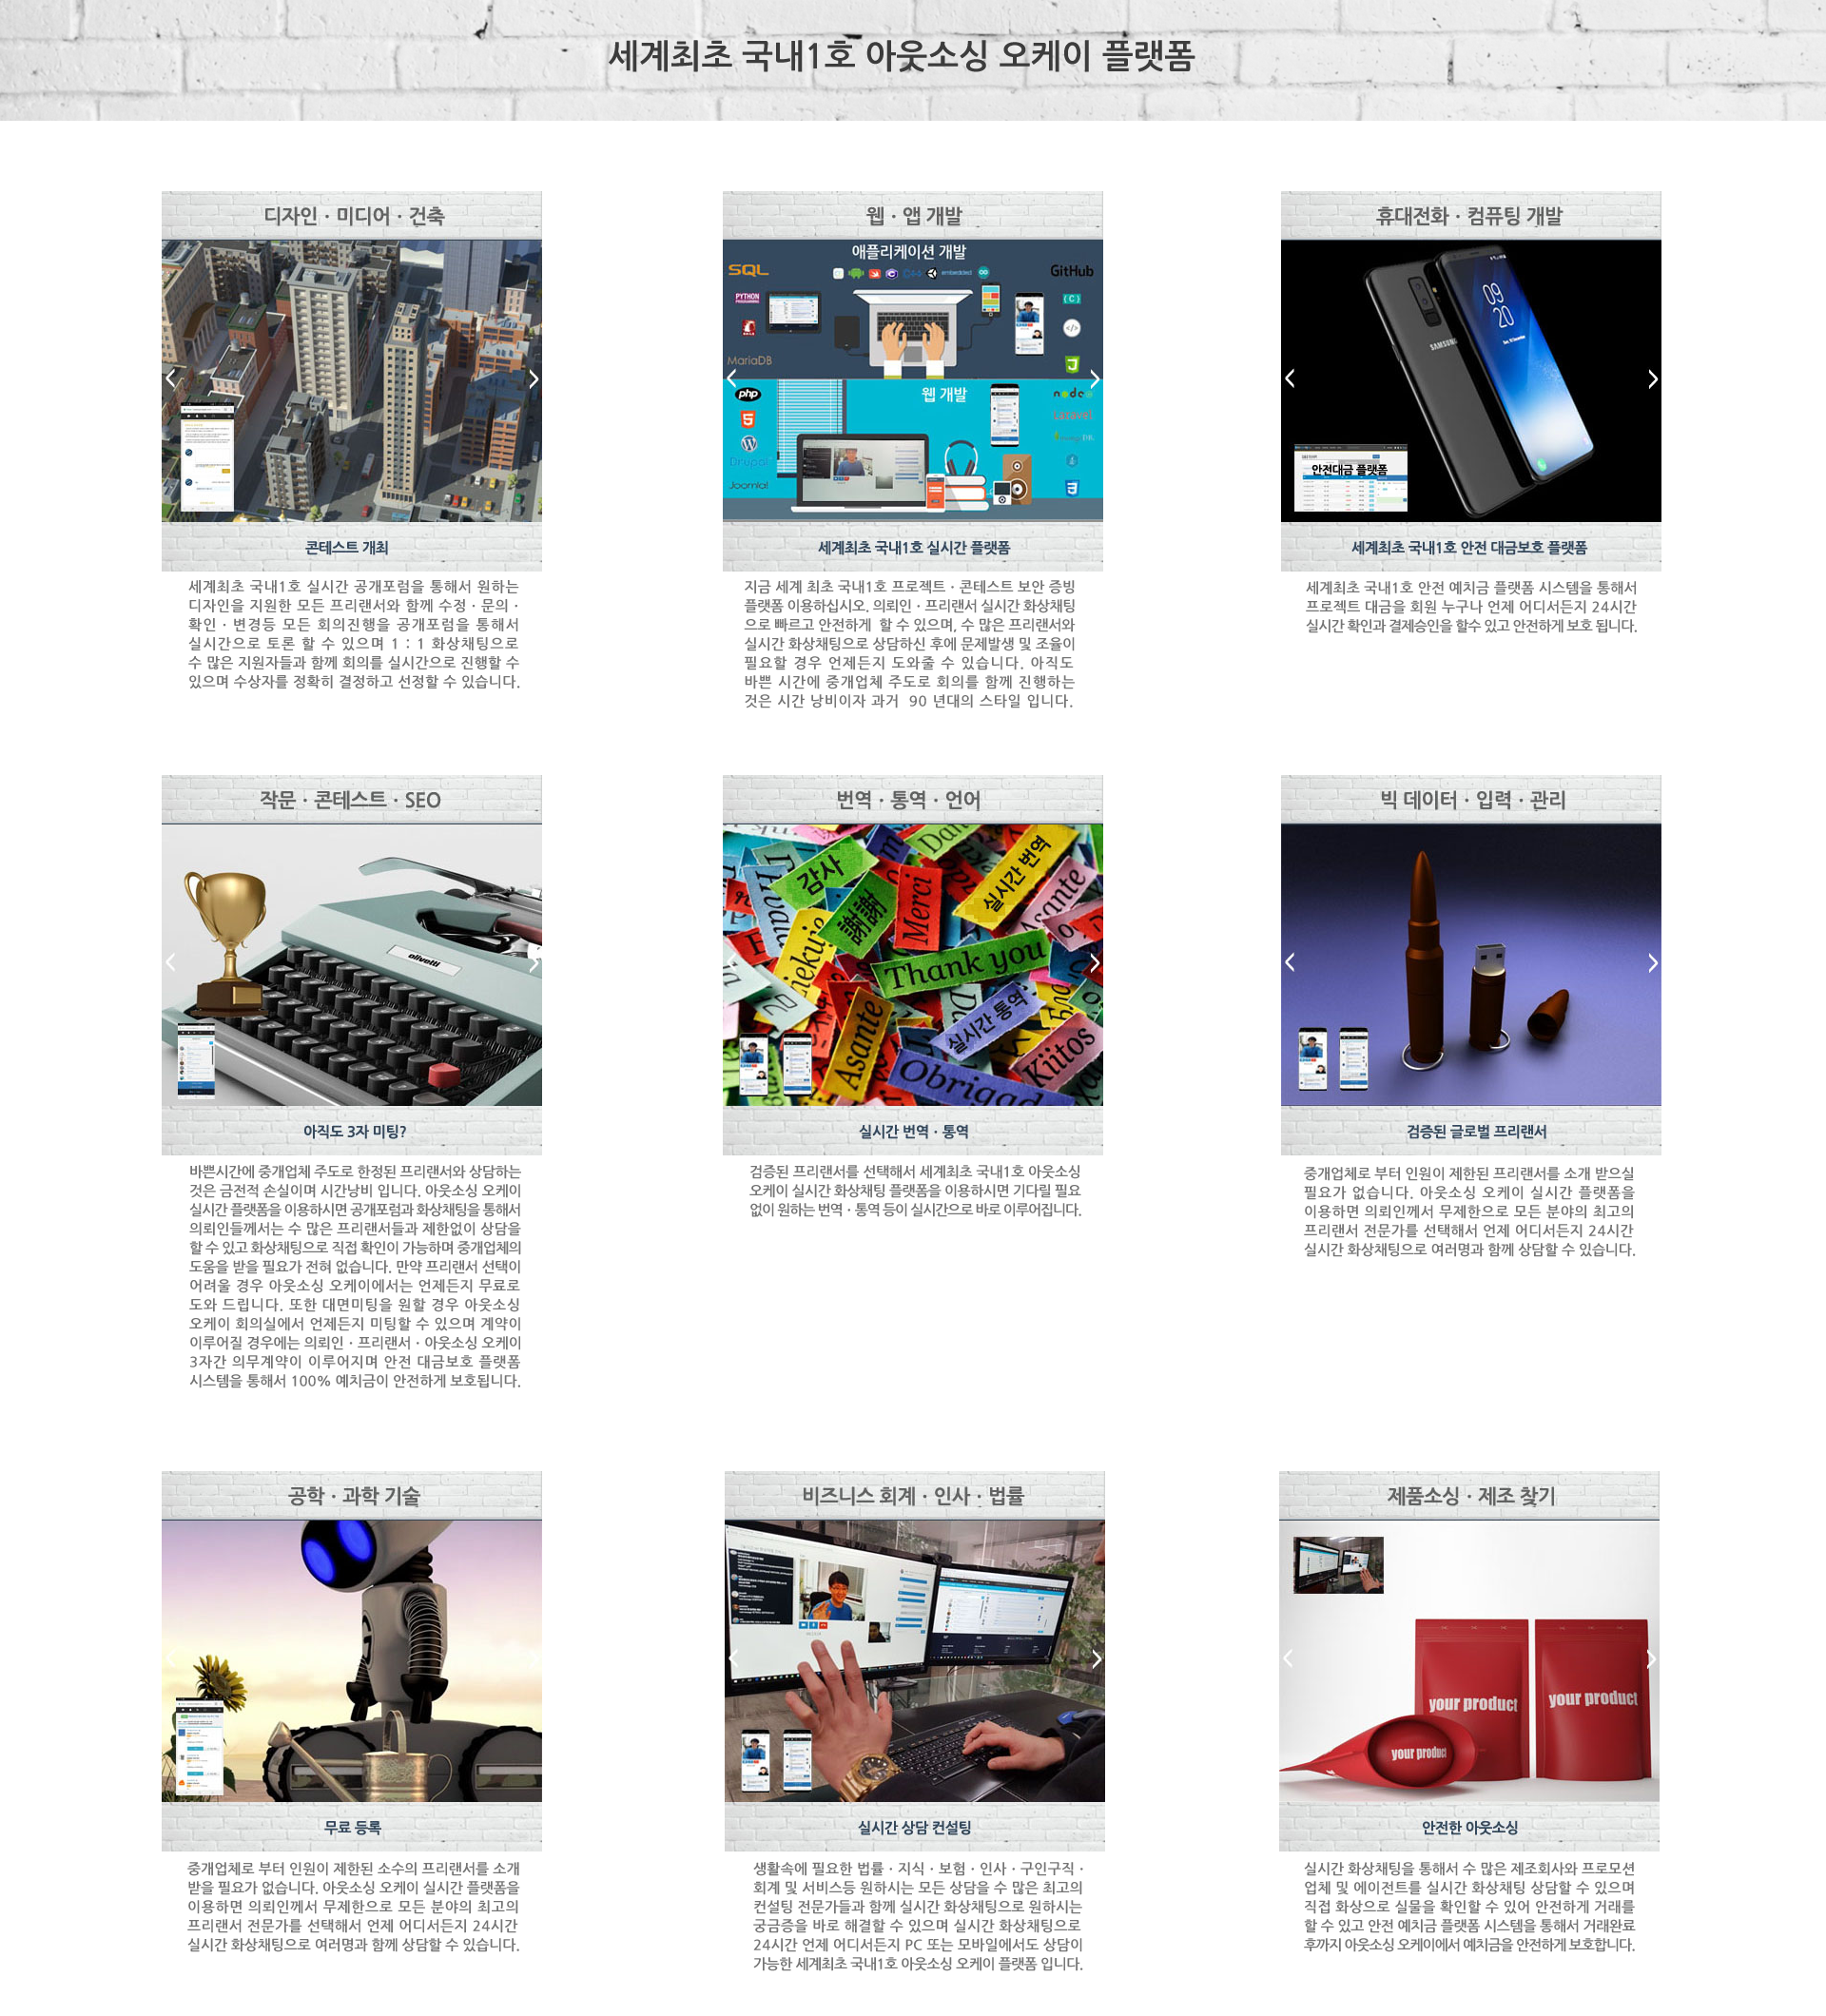 세계최초 국내1호 아웃소싱 오케이 플랫폼
디자인 · 미디어 · 건축
콘테스트 개최
세계최초 국내1호 실시간 공개포럼을 통해서 원하는
디자인을 지원한 모든 프리랜서와 함께 수정 · 문의 ·
확인 · 변경등 모든 회의진행을 공개포럼을 통해서
실시간으로 토론 할 수 있으며 1 : 1 화상채팅으로
수 많은 지원자들과 함께 회의를 실시간으로 진행할 수
있으며 수상자를 정확히 결정하고 선정할 수 있습니다.
웹 · 앱 개발
애플리케이션 개발
SQL
embedded
GitHub
PYTHON
MariaDB
웹 개발
php
node
Drupal
Joomla!
세계최초 국내1호 실시간 플랫폼
지금 세계 최초 국내1호 프로젝트 · 콘테스트 보안 증빙
플랫폼 이용하십시오. 의뢰인 · 프리랜서 실시간 화상채팅
으로 빠르고 안전하게 할 수 있으며, 수 많은 프리랜서와
실시간 화상채팅으로 상담하신 후에 문제발생 및 조율이
필요할 경우 언제든지 도와줄 수 있습니다. 아직도
바쁜 시간에 중개업체 주도로 회의를 함께 진행하는
것은 시간 낭비이자 과거 90 년대의 스타일 입니다.
휴대전화 · 컴퓨팅 개발
09
20
SAMSUNG
안전대금 플랫폼
세계최초 국내1호 안전 대금보호 플랫폼
세계최초 국내1호 안전 예치금 플랫폼 시스템을 통해서
프로젝트 대금을 회원 누구나 언제 어디서든지 24시간
실시간 확인과 결제승인을 할수 있고 안전하게 보호 됩니다.
작문 · 콘테스트 · SEO
olivetti
아직도 3자 미팅?
바쁜시간에 중개업체 주도로 한정된 프리랜서와 상담하는
것은 금전적 손실이며 시간낭비 입니다. 아웃소싱 오케이
실시간 플랫폼을 이용하시면 공개포럼과 화상채팅을 통해서
의뢰인들께서는 수 많은 프리랜서들과 제한없이 상담을
할 수 있고 화상채팅으로 직접 확인이 가능하며 중개업체의
도움을 받을 필요가 전혀 없습니다. 만약 프리랜서 선택이
어려울 경우 아웃소싱 오케이에서는 언제든지 무료로
도와 드립니다. 또한 대면미팅을 원할 경우 아웃소싱
오케이 회의실에서 언제든지 미팅할 수 있으며 계약이
이루어질 경우에는 의뢰인 · 프리랜서 · 아웃소싱 오케이
3자간 의무계약이 이루어지며 안전 대금보호 플랫폼
시스템을 통해서 100% 예치금이 안전하게 보호됩니다.
번역 · 통역 · 언어
감사
謝謝
Merci
실시간 번역
Asante
Thank you
실시간 통역
Asante
Obrigad
Kiitos
실시간 번역 · 통역
검증된 프리랜서를 선택해서 세계최초 국내1호 아웃소싱
오케이 실시간 화상채팅 플랫폼을 이용하시면 기다릴 필요
없이 원하는 번역 · 통역 등이 실시간으로 바로 이루어집니다.
빅 데이터 · 입력 · 관리
검증된 글로벌 프리랜서
중개업체로 부터 인원이 제한된 프리랜서를 소개 받으실
필요가 없습니다. 아웃소싱 오케이 실시간 플랫폼을
이용하면 의뢰인께서 무제한으로 모든 분야의 최고의
프리랜서 전문가를 선택해서 언제 어디서든지 24시간
실시간 화상채팅으로 여러명과 함께 상담할 수 있습니다.
공학 · 과학 기술
무료 등록
중개업체로 부터 인원이 제한된 소수의 프리랜서를 소개
받을 필요가 없습니다. 아웃소싱 오케이 실시간 플랫폼을
이용하면 의뢰인께서 무제한으로 모든 분야의 최고의
프리랜서 전문가를 선택해서 언제 어디서든지 24시간
실시간 화상채팅으로 여러명과 함께 상담할 수 있습니다.
비즈니스 회계 · 인사 · 법률
실시간 상담 컨설팅
생활속에 필요한 법률 · 지식 · 보험 · 인사 · 구인구직 ·
회계 및 서비스등 원하시는 모든 상담을 수 많은 최고의
컨설팅 전문가들과 함께 실시간 화상채팅으로 원하시는
궁금증을 바로 해결할 수 있으며 실시간 화상채팅으로
24시간 언제 어디서든지 PC 또는 모바일에서도 상담이
가능한 세계최초 국내1호 아웃소싱 오케이 플랫폼 입니다.
제품소싱 · 제조 찾기
your product
your product
your product
안전한 아웃소싱
실시간 화상채팅을 통해서 수 많은 제조회사와 프로모션
업체 및 에이전트를 실시간 화상채팅 상담할 수 있으며
직접 화상으로 실물을 확인할 수 있어 안전하게 거래를
할 수 있고 안전 예치금 플랫폼 시스템을 통해서 거래완료
후까지 아웃소싱 오케이에서 예치금을 안전하게 보호합니다.